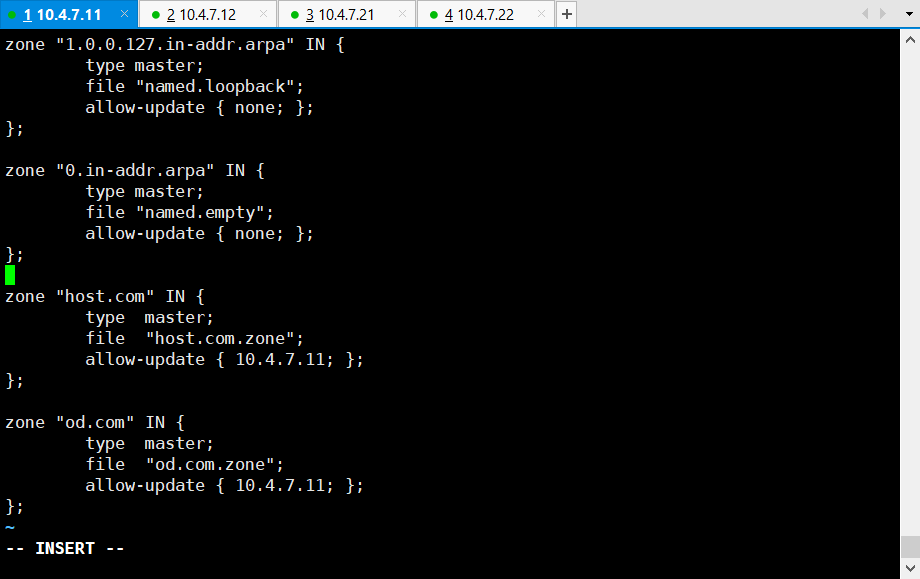 1 10.4.7.11 × 2 10.4.7.12 × 3 10.4.7.21 × 4 10.4.7.22 × +
zone "1.0.0.127.in-addr.arpa" IN {
        type master;
        file "named.loopback";
        allow-update { none; };
};

zone "0.in-addr.arpa" IN {
        type master;
        file "named.empty";
        allow-update { none; };
};

zone "host.com" IN {
        type  master;
        file  "host.com.zone";
        allow-update { 10.4.7.11; };
};

zone "od.com" IN {
        type  master;
        file  "od.com.zone";
        allow-update { 10.4.7.11; };
};
~
-- INSERT --